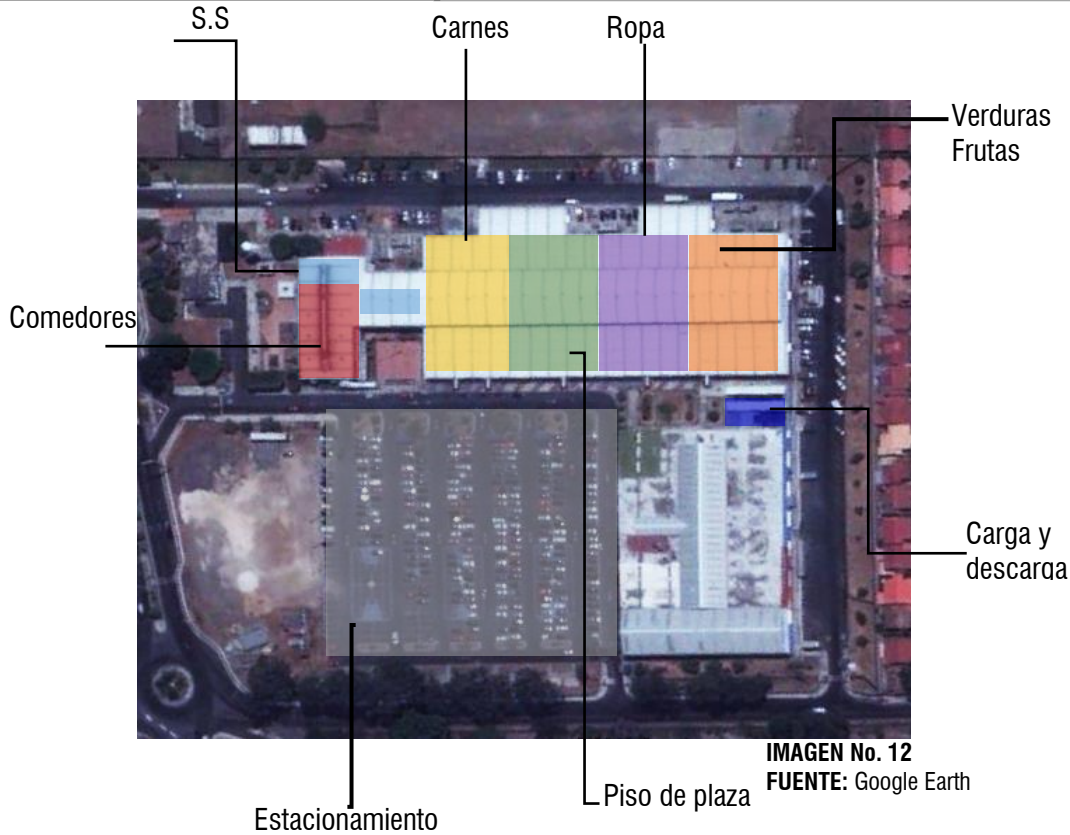 S.S
Carnes
Ropa
Verduras
Frutas
Comedores
Carga y
descarga
IMAGEN No. 12
FUENTE: Google Earth
Piso de plaza
Estacionamiento